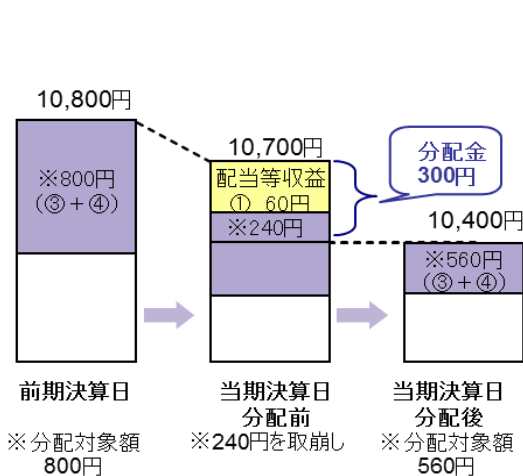 10,800円
※800円
（③＋④）
10,700円
配当等収益
① 60円
※240円
分配金
300円
10,400円
※560円
（③＋④）
前期決算日
当期決算日
分配前
当期決算日
分配後
※分配対象額
800円
※240円を取崩し
※分配対象額
560円